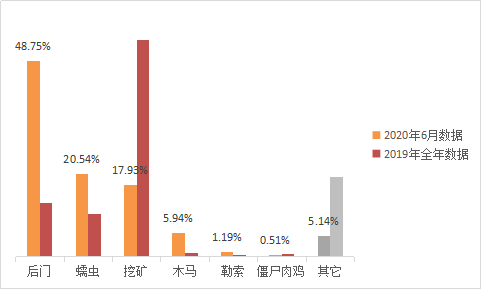 48.75%
20.54%
17.93%
5.94%
1.19%
0.51%
5.14%
后门
蠕虫
挖矿
木马
勒索
僵尸肉鸡
其它
2020年6月数据
2019年全年数据